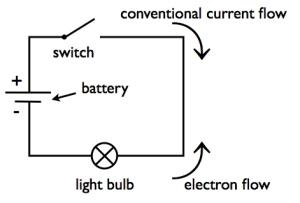 conventional current flow
switch
+
battery
-
light bulb
electron flow